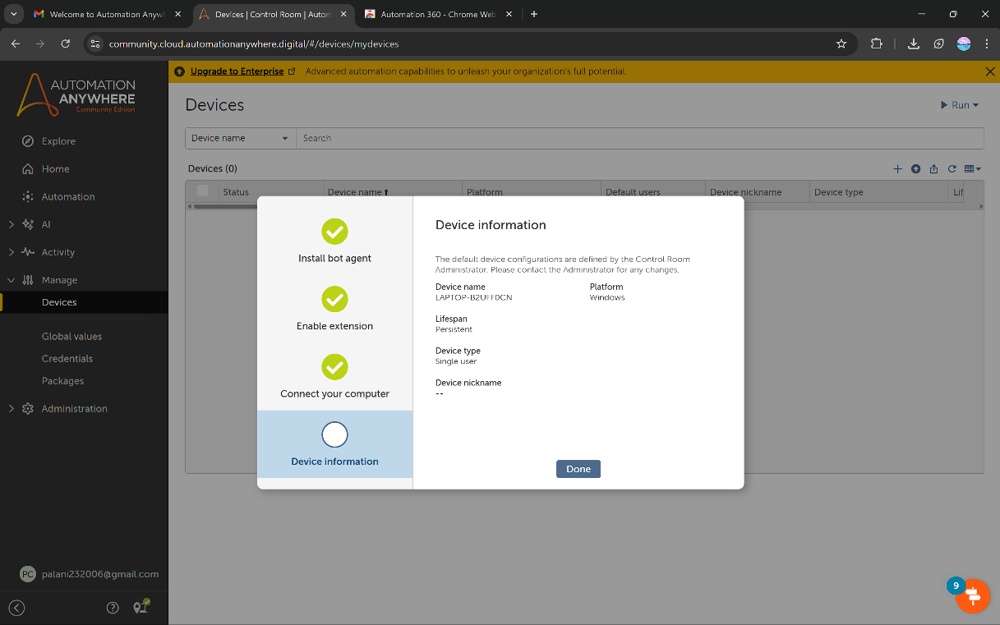 Welcome to Automation Anywh
Devices | Control Room | Autom
Automation 360 - Chrome Web
community.cloud.automationanywhere.digital/#/devices/mydevices
Upgrade to Enterprise Advanced automation capabilities to unleash your organization's full potential.
AUTOMATION
ANYWHERE
Community Edition
Explore
Home
Automation
AI
Activity
Manage
Devices
Global values
Credentials
Packages
Administration
PC palani232006@gmail.com
Devices
Run
Device name
Search
Devices (0)
Status Device name Platform Default users Device nickname Device type Lif
Install bot agent
Enable extension
Connect your computer
Device information
Device information
The default device configurations are defined by the Control Room
Administrator. Please contact the Administrator for any changes.
Device name Platform
LAPTOP-B2UFF0CN Windows
Lifespan
Persistent
Device type
Single user
Device nickname
--
Done
9